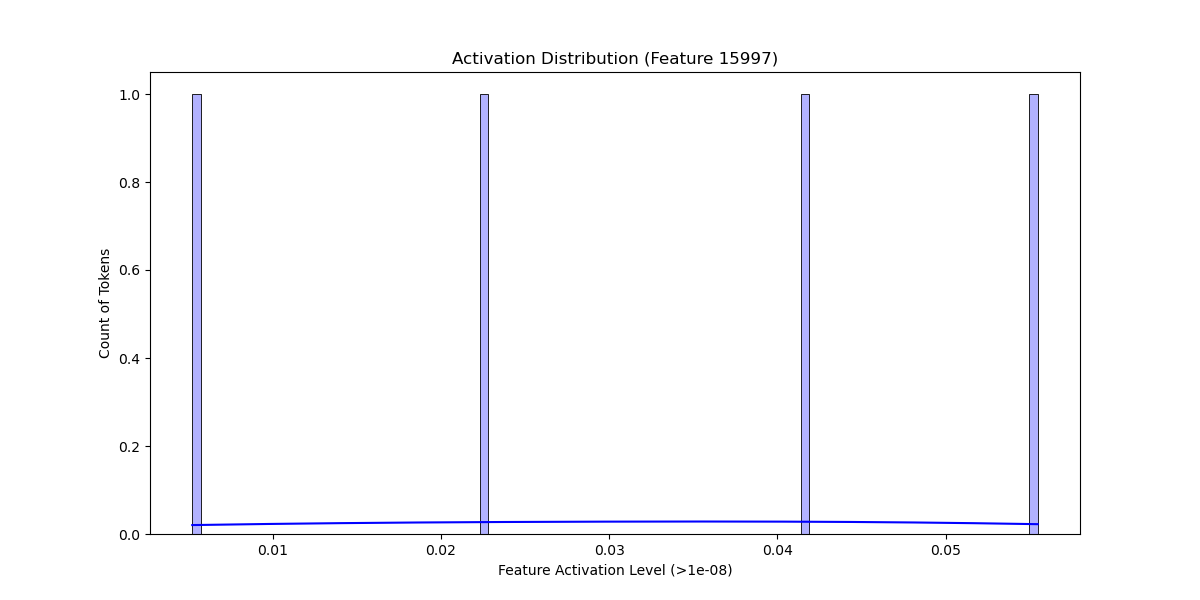 Activation Distribution (Feature 15997)
Count of Tokens
1.0
0.8
0.6
0.4
0.2
0.0
0.01 0.02 0.03 0.04 0.05
Feature Activation Level (>1e-08)